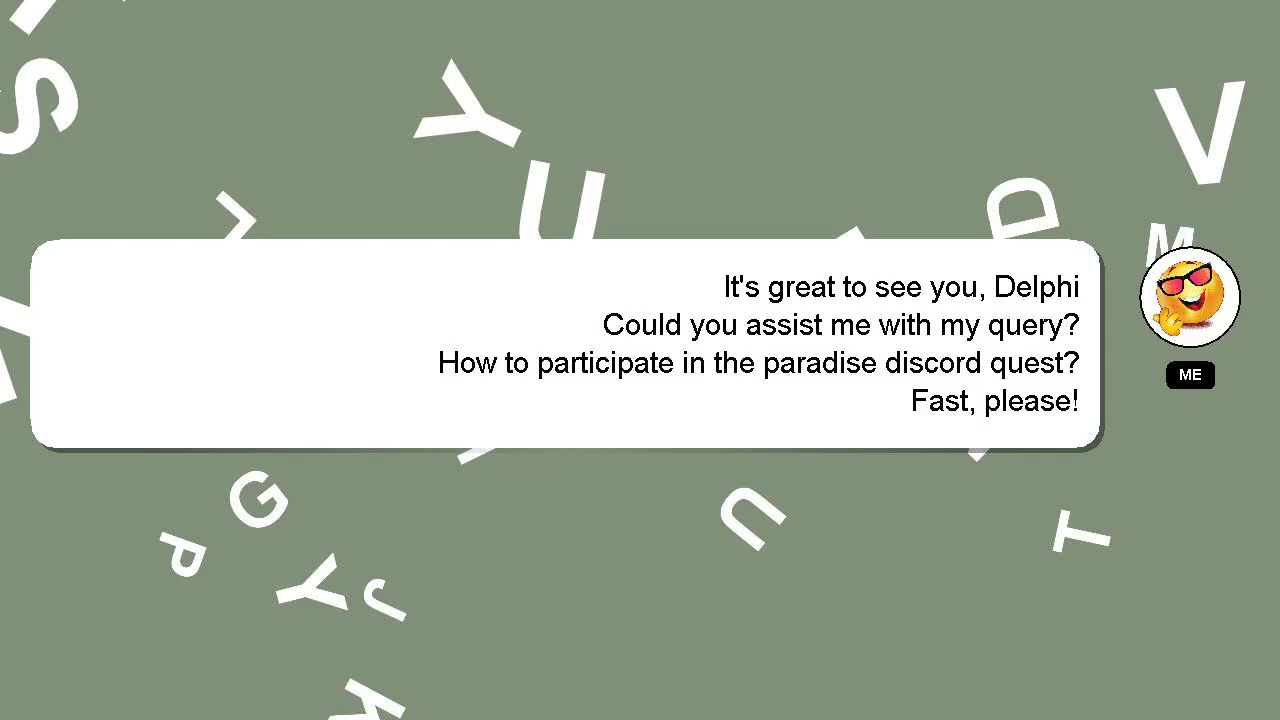 It's great to see you, Delphi
Could you assist me with my query?
How to participate in the paradise discord quest?
Fast, please!
ME
S
Y
U
L
D
V
M
G
P
Y
J
U
T
K